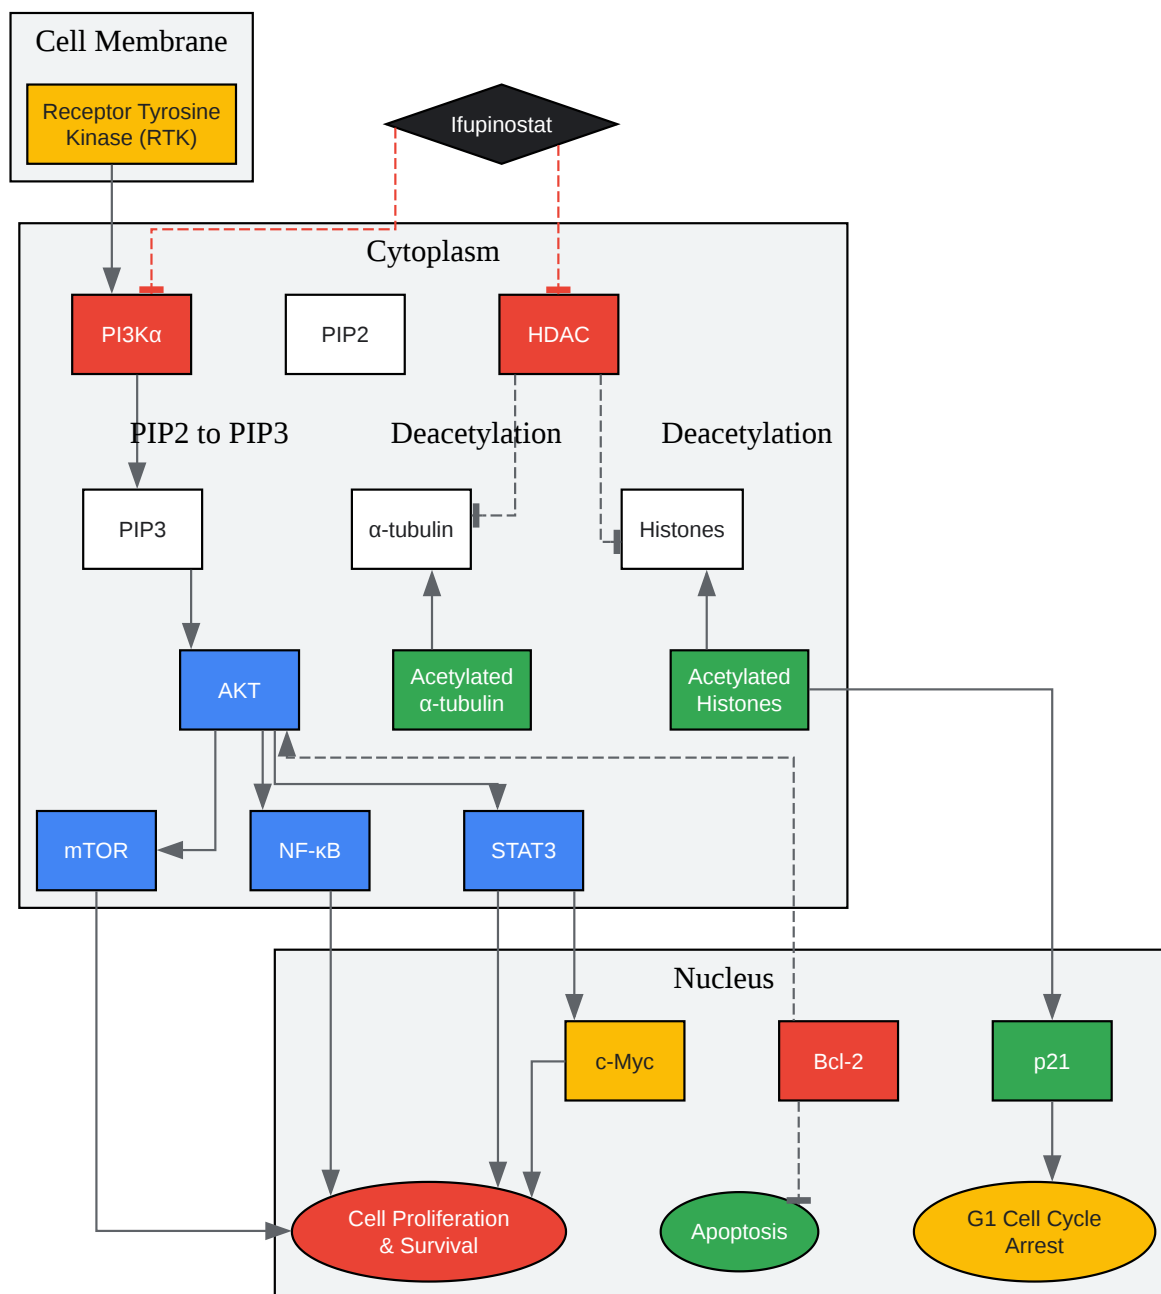 Cell Membrane
Receptor Tyrosine
Kinase (RTK)
Ifupinostat
Cytoplasm
PI3Kα
PIP2
HDAC
PIP2 to PIP3
Deacetylation
Deacetylation
PIP3
α-tubulin
Histones
AKT
Acetylated
α-tubulin
Acetylated
Histones
mTOR
NF-κB
STAT3
Nucleus
c-Myc
Bcl-2
p21
Cell Proliferation
& Survival
Apoptosis
G1 Cell Cycle
Arrest